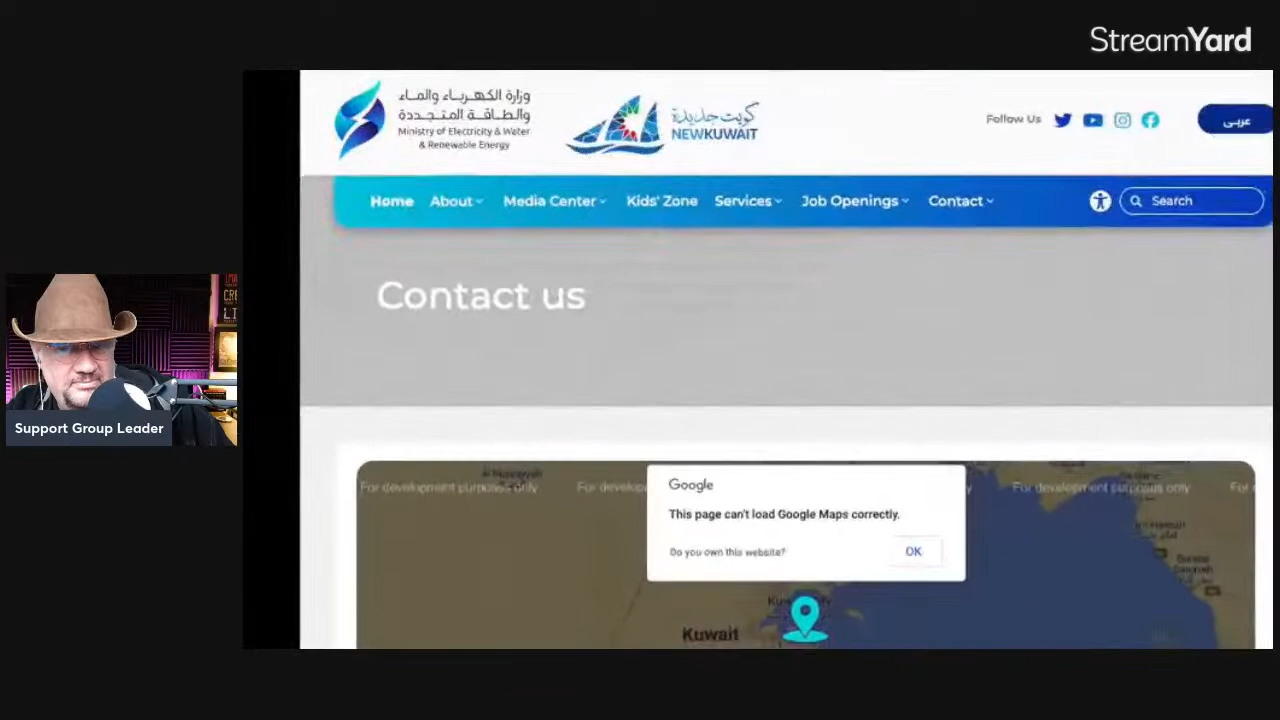 StreamYard
وزارة الكهرباء والماء
والطاقة المتجددة
Ministry of Electricity & Water
& Renewable Energy
كويت جديدة
NEWKUWAIT
Follow Us
عربي
Home About Media Center Kids' Zone Services Job Openings Contact Search
Contact us
For development purposes only
For development purposes only
Google
This page can't load Google Maps correctly.
Do you own this website?
OK
Kuwait
Support Group Leader